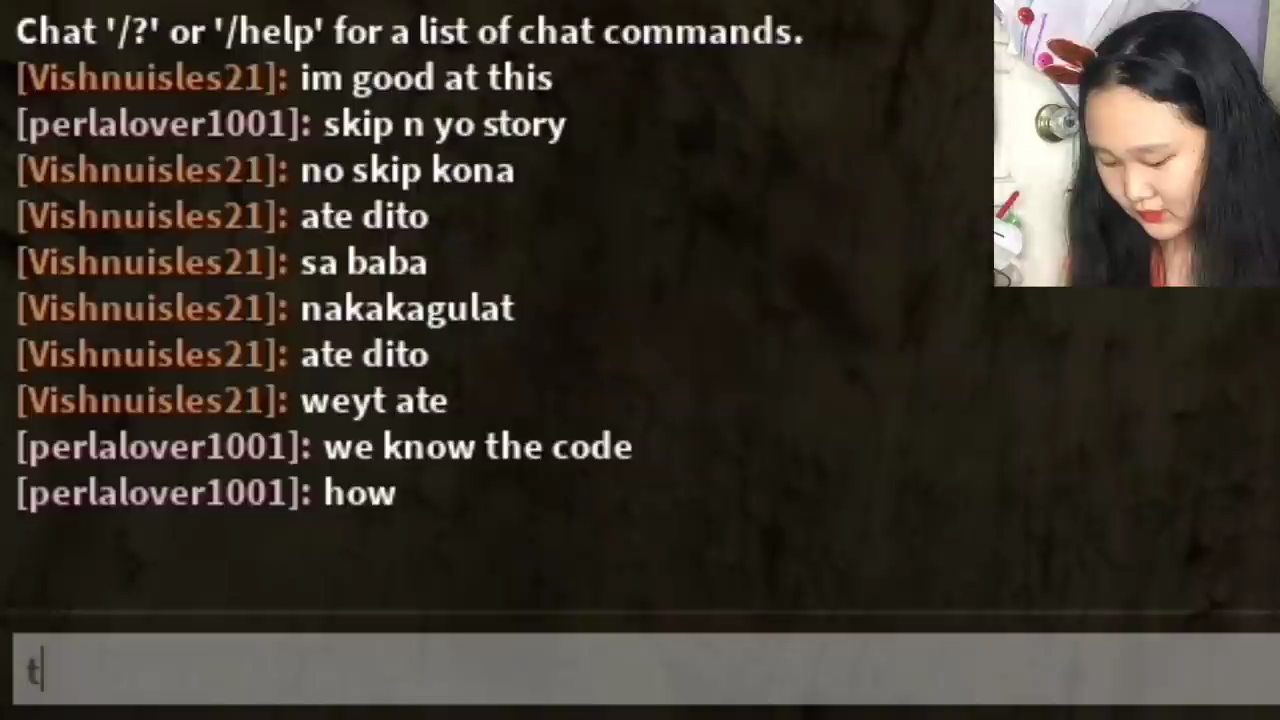 Chat '/?' or '/help' for a list of chat commands.
[Vishnuisles21]: im good at this
[perlalover1001]: skip n yo story
[Vishnuisles21]: no skip kona
[Vishnuisles21]: ate dito
[Vishnuisles21]: sa baba
[Vishnuisles21]: nakakagulat
[Vishnuisles21]: ate dito
[Vishnuisles21]: weyt ate
[perlalover1001]: we know the code
[perlalover1001]: how
t